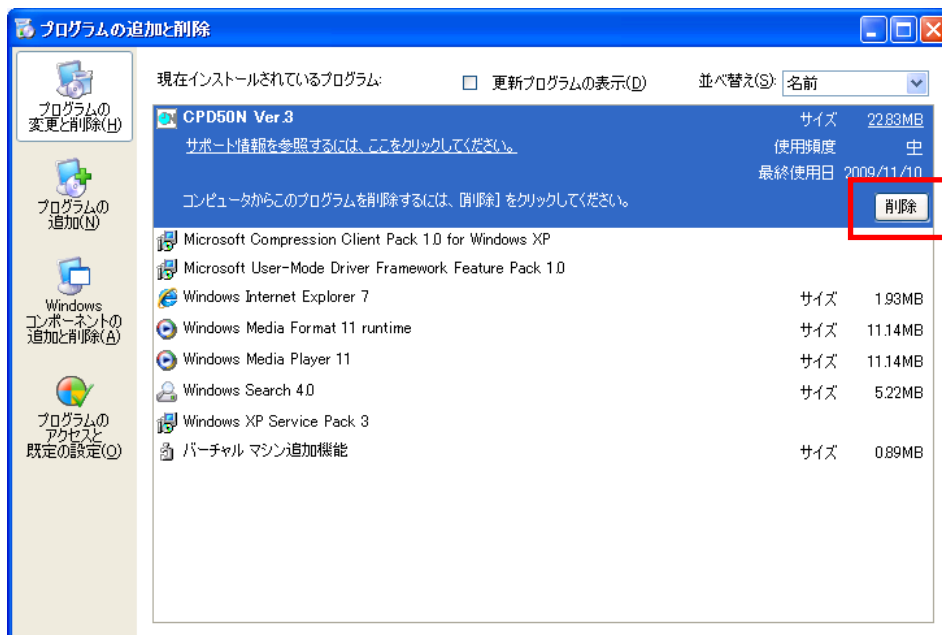 プログラムの追加と削除
プログラムの
変更と削除(H)
プログラムの
追加(N)
Windows
コンポーネントの
追加と削除(A)
プログラムの
アクセスと
既定の設定(O)
現在インストールされているプログラム:
更新プログラムの表示(D)
並べ替え(S):
名前
CPD50N Ver.3
サイズ 22.83MB
サポート情報を参照するには、ここをクリックしてください。
使用頻度 中
最終使用日 2009/11/10
コンピュータからこのプログラムを削除するには、[削除] をクリックしてください。
削除
Microsoft Compression Client Pack 1.0 for Windows XP
Microsoft User-Mode Driver Framework Feature Pack 1.0
Windows Internet Explorer 7 サイズ 1.93MB
Windows Media Format 11 runtime サイズ 11.14MB
Windows Media Player 11 サイズ 11.14MB
Windows Search 4.0 サイズ 5.22MB
Windows XP Service Pack 3
バーチャル マシン追加機能 サイズ 0.89MB